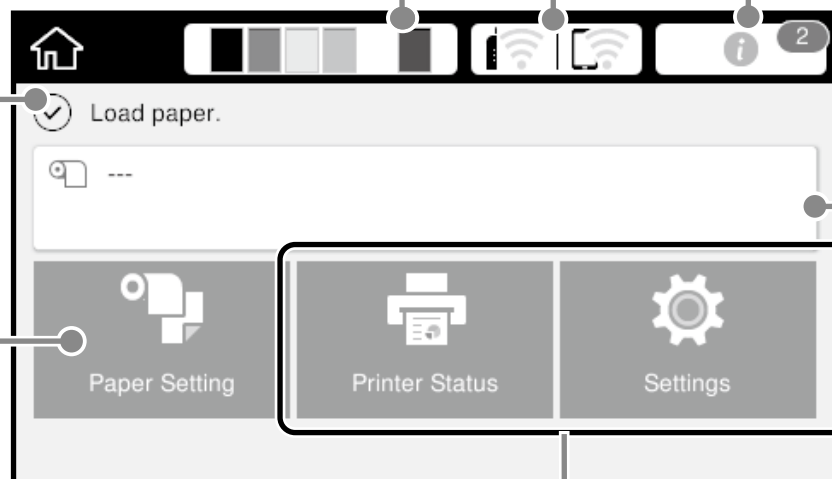 2
Load paper.
---
Paper Setting
Printer Status
Settings